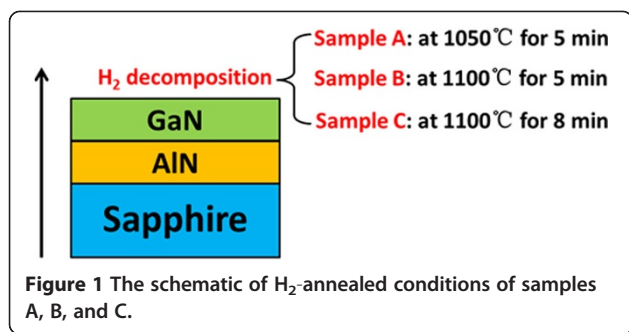 Sample A: at 1050℃ for 5 min
H₂ decomposition
Sample B: at 1100℃ for 5 min
Sample C: at 1100℃ for 8 min
GaN
AlN
Sapphire
Figure 1 The schematic of H₂-annealed conditions of samples
A, B, and C.